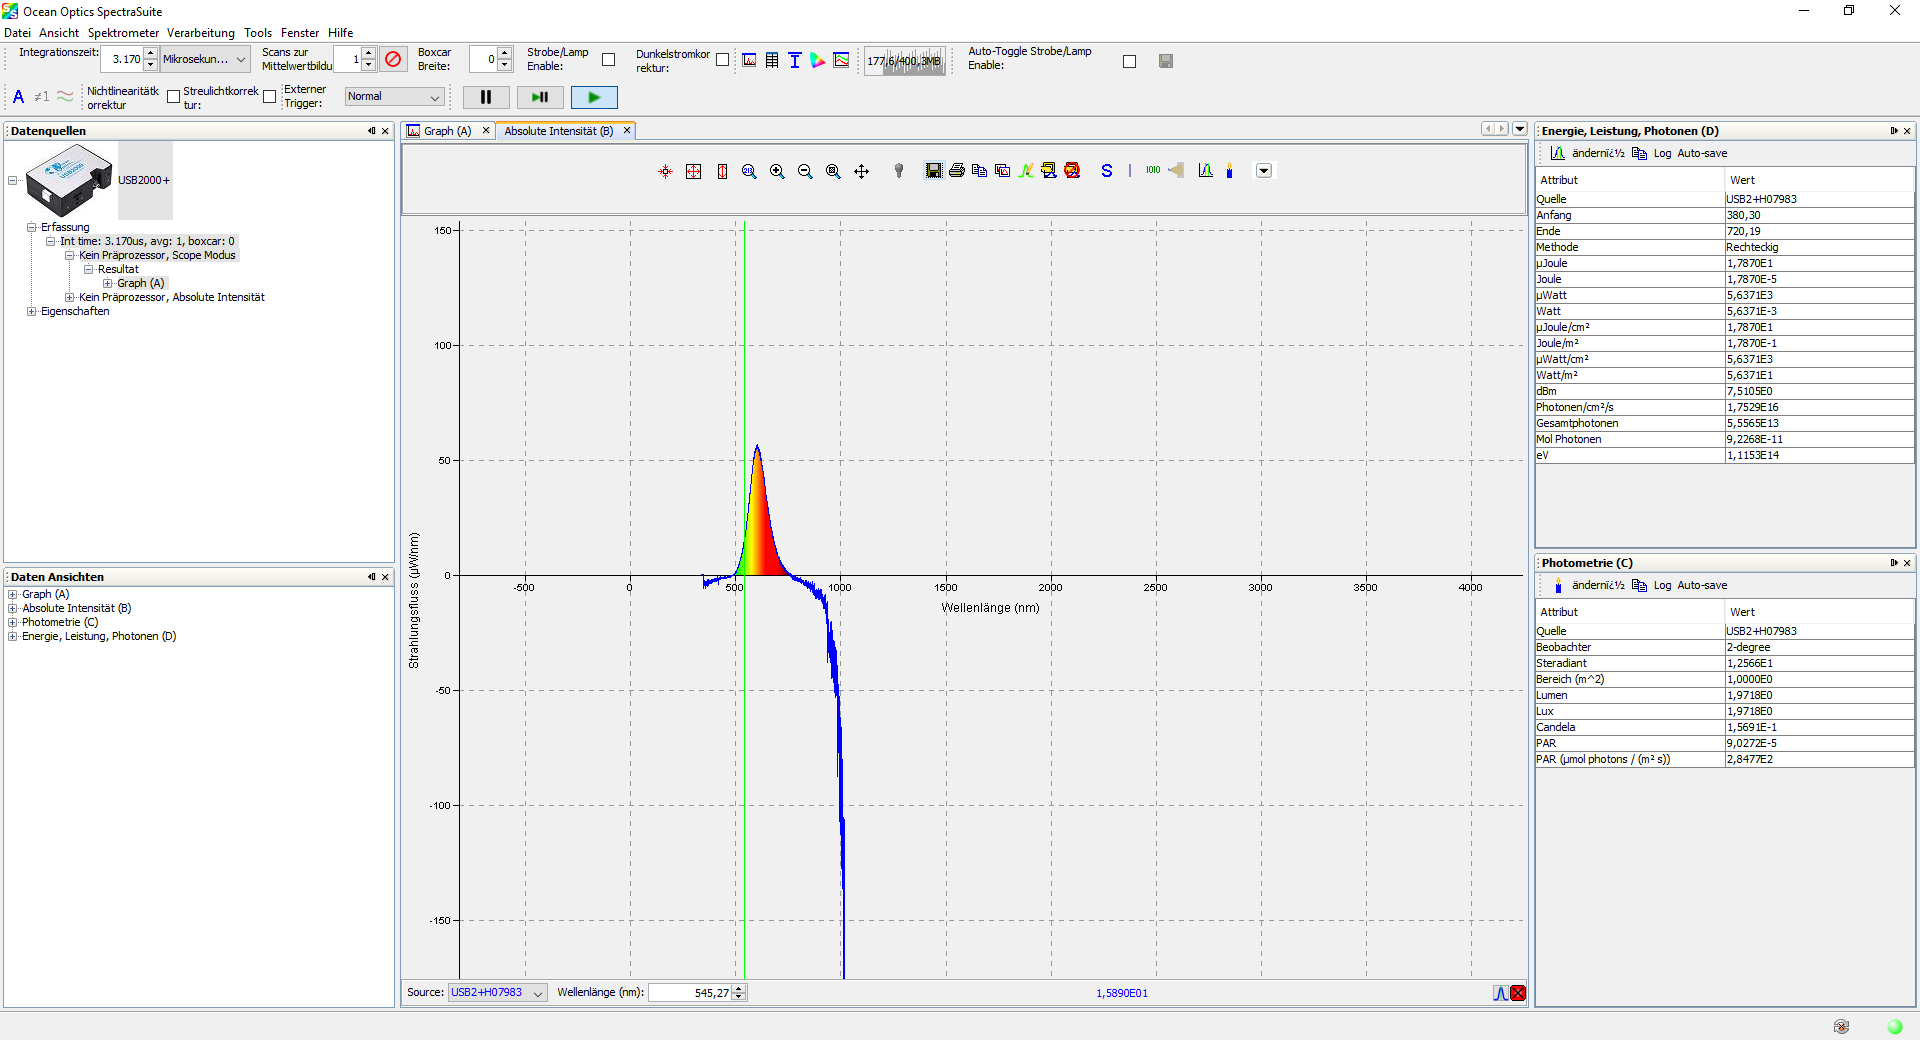 Ocean Optics SpectraSuite
Datei Ansicht Spektrometer Verarbeitung Tools Fenster Hilfe
Integrationszeit: 3.170 Mikrosekun... Scans zur Mittelwertbildu 1 Boxcar Breite: 0 Strobe/Lamp Enable: Dunkelstromkor rektur: 177,6/400,3MB Auto-Toggle Strobe/Lamp Enable:
A ≠1 Nichtlinearitätk orrektur Streulichtkorrek tur: Externer Trigger: Normal
Datenquellen
USB2000+
Erfassung
Int time: 3.170us, avg: 1, boxcar: 0
Kein Präprozessor, Scope Modus
Resultat
Graph (A)
Kein Präprozessor, Absolute Intensität
Eigenschaften
Daten Ansichten
Graph (A)
Absolute Intensität (B)
Photometrie (C)
Energie, Leistung, Photonen (D)
Graph (A) Absolute Intensität (B)
S 1010
150
100
50
0
-50
-100
-150
-500 0 500 1000 1500 2000 2500 3000 3500 4000
Wellenlänge (nm)
Strahlungsfluss (µW/nm)
Source: USB2+H07983 Wellenlänge (nm): 545,27 1,5890E01
Energie, Leistung, Photonen (D)
ändernï¿½ Log Auto-save
Attribut Wert
Quelle USB2+H07983
Anfang 380,30
Ende 720,19
Methode Rechteckig
µJoule 1,7870E1
Joule 1,7870E-5
µWatt 5,6371E3
Watt 5,6371E-3
µJoule/cm² 1,7870E1
Joule/m² 1,7870E-1
µWatt/cm² 5,6371E3
Watt/m² 5,6371E1
dBm 7,5105E0
Photonen/cm²/s 1,7529E16
Gesamtphotonen 5,5565E13
Mol Photonen 9,2268E-11
eV 1,1153E14
Photometrie (C)
ändernï¿½ Log Auto-save
Attribut Wert
Quelle USB2+H07983
Beobachter 2-degree
Steradiant 1,2566E1
Bereich (m^2) 1,0000E0
Lumen 1,9718E0
Lux 1,9718E0
Candela 1,5691E-1
PAR 9,0272E-5
PAR (µmol photons / (m² s)) 2,8477E2